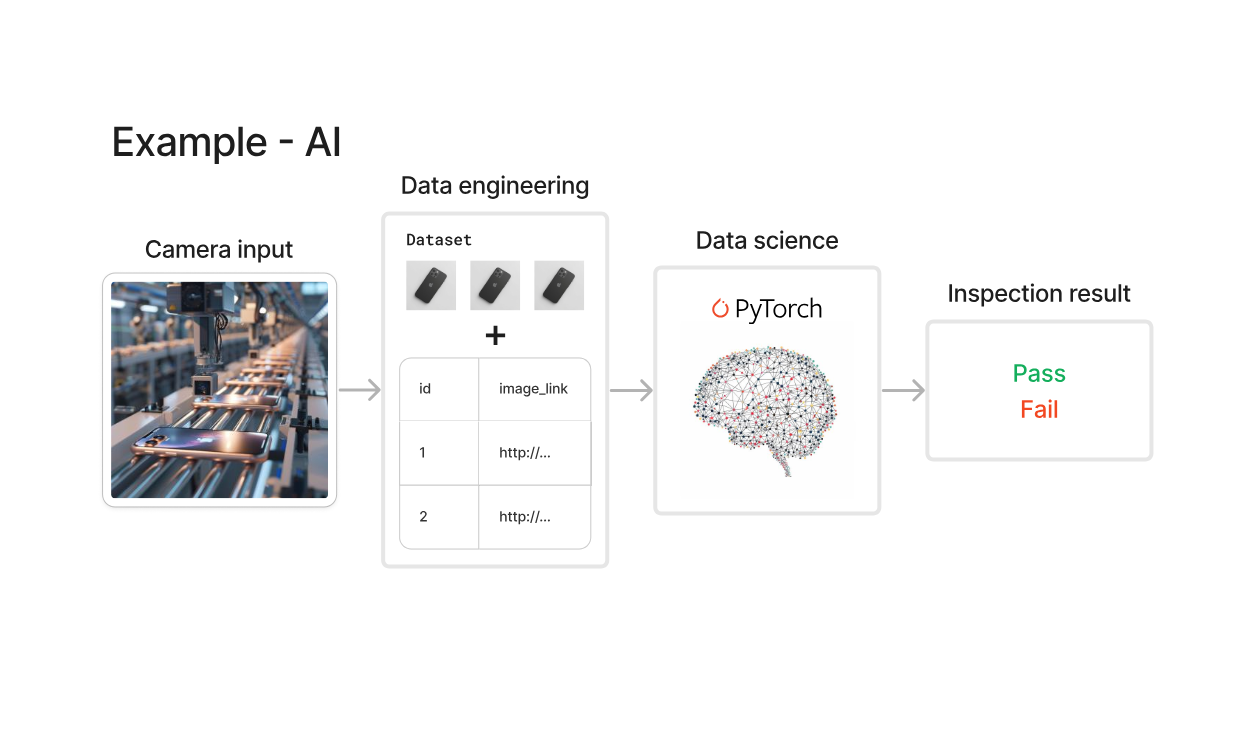 Example - AI
Camera input
Data engineering
Dataset
+
id image_link
1 http://...
2 http://...
Data science
PyTorch
Inspection result
Pass
Fail